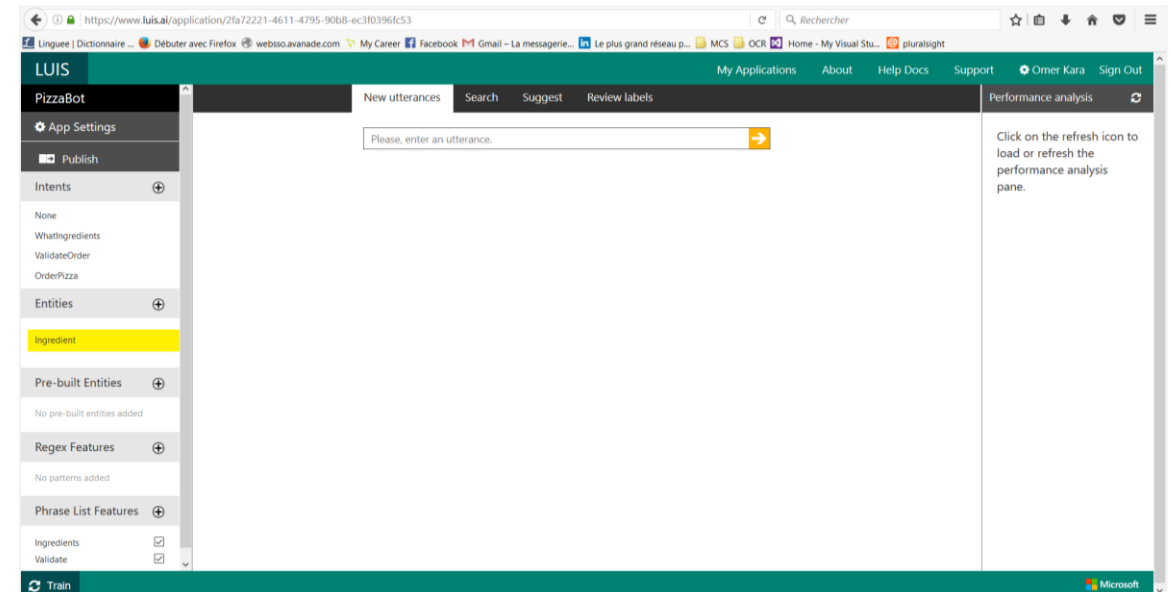 https://www.luis.ai/application/2fa72221-4611-4795-90b8-ec3f0396fc53
Rechercher
Linguee | Dictionnaire ... Débuter avec Firefox websso.avanade.com My Career Facebook Gmail – La messagerie... Le plus grand réseau p... MCS OCR Home - My Visual Stu... pluralsight
LUIS My Applications About Help Docs Support Omer Kara Sign Out
PizzaBot New utterances Search Suggest Review labels Performance analysis
App Settings
Publish
Please, enter an utterance.
Click on the refresh icon to
load or refresh the
performance analysis
pane.
Intents
None
WhatIngredients
ValidateOrder
OrderPizza
Entities
Ingredient
Pre-built Entities
No pre-built entities added
Regex Features
No patterns added
Phrase List Features
Ingredients
Validate
Train Microsoft